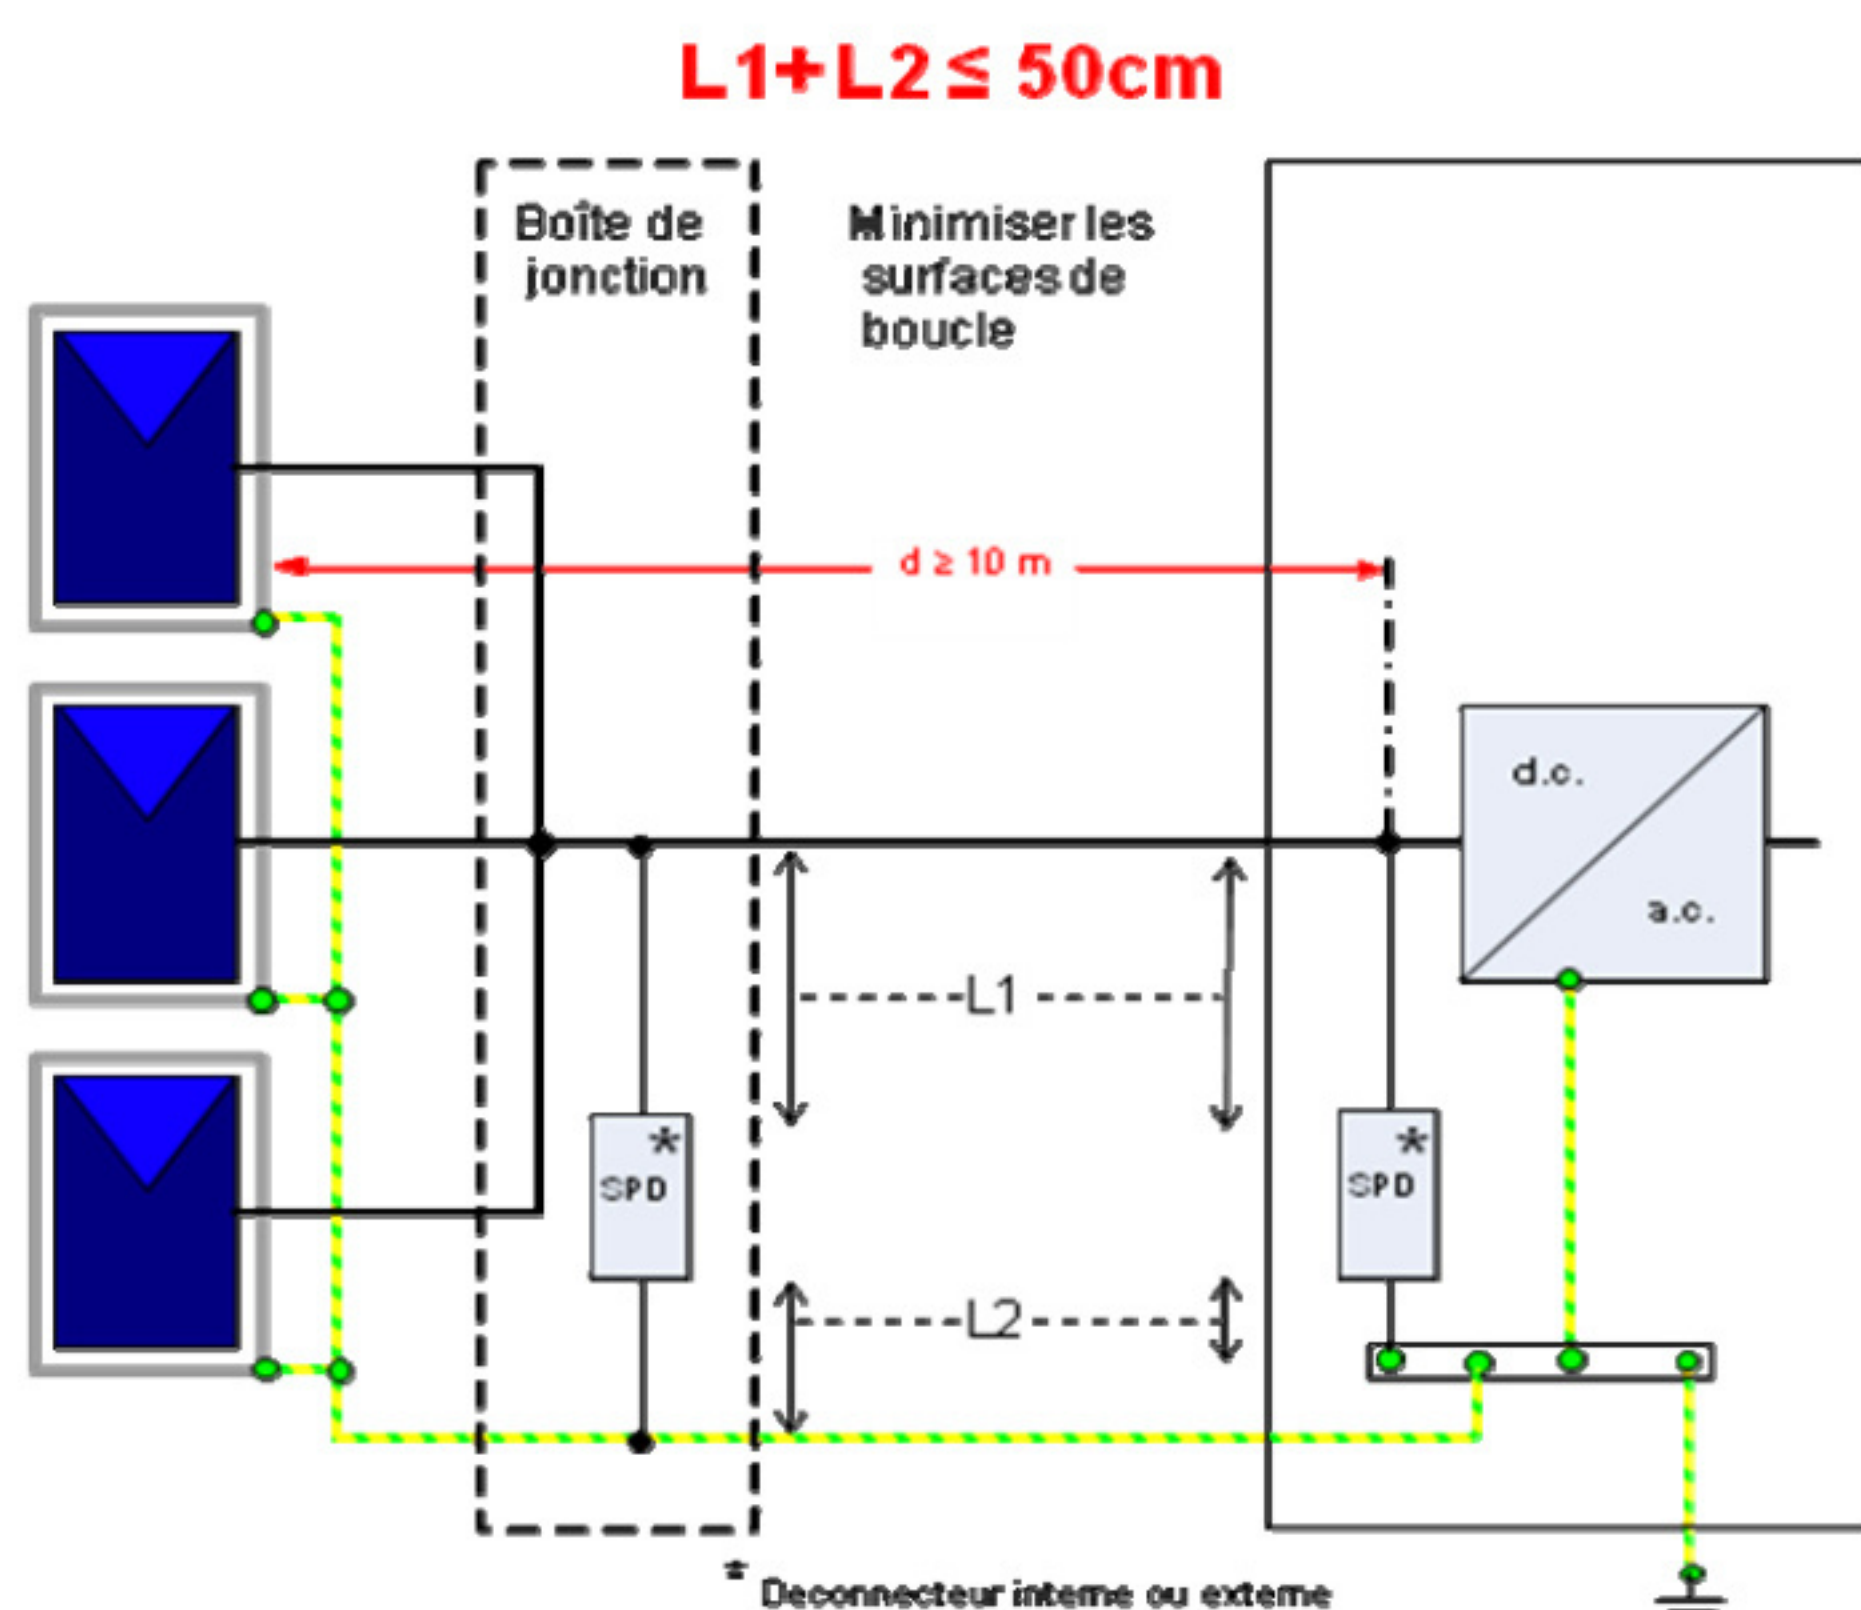 L1+L2 ≤ 50cm
Boîte de
jonction
Minimiser les
surfaces de
boucle
d ≥ 10 m
d.c.
a.c.
L1
*
SPD
*
SPD
L2
* Deconnecteur interne ou externe